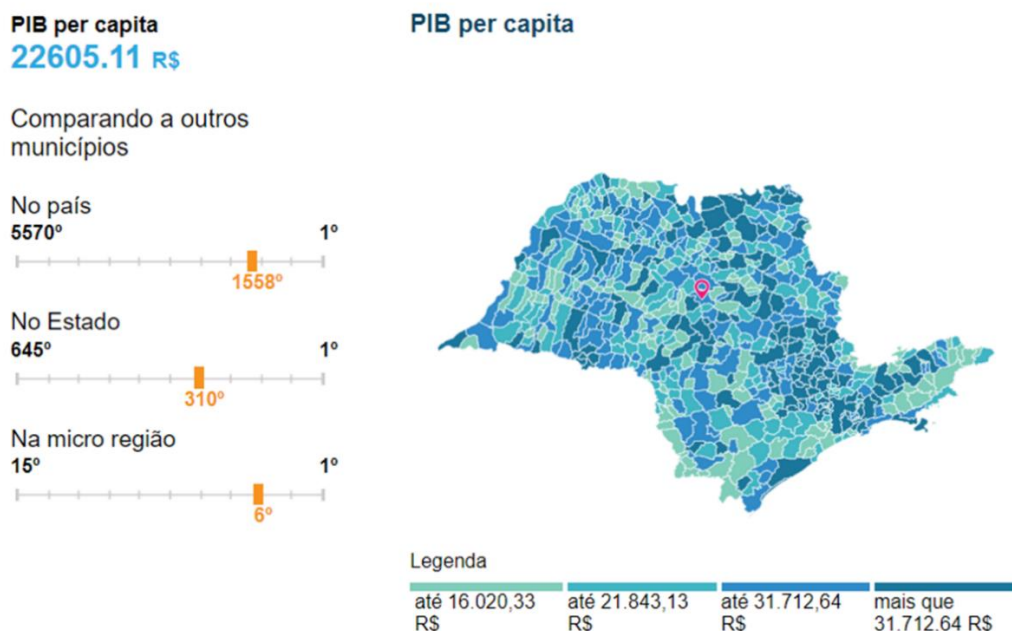 PIB per capita
22605.11 R$
Comparando a outros
municípios
No país
5570º 1º
1558º
No Estado
645º 1º
310º
Na micro região
15º 1º
6º
PIB per capita
Legenda
até 16.020,33
R$
até 21.843,13
R$
até 31.712,64
R$
mais que
31.712,64 R$